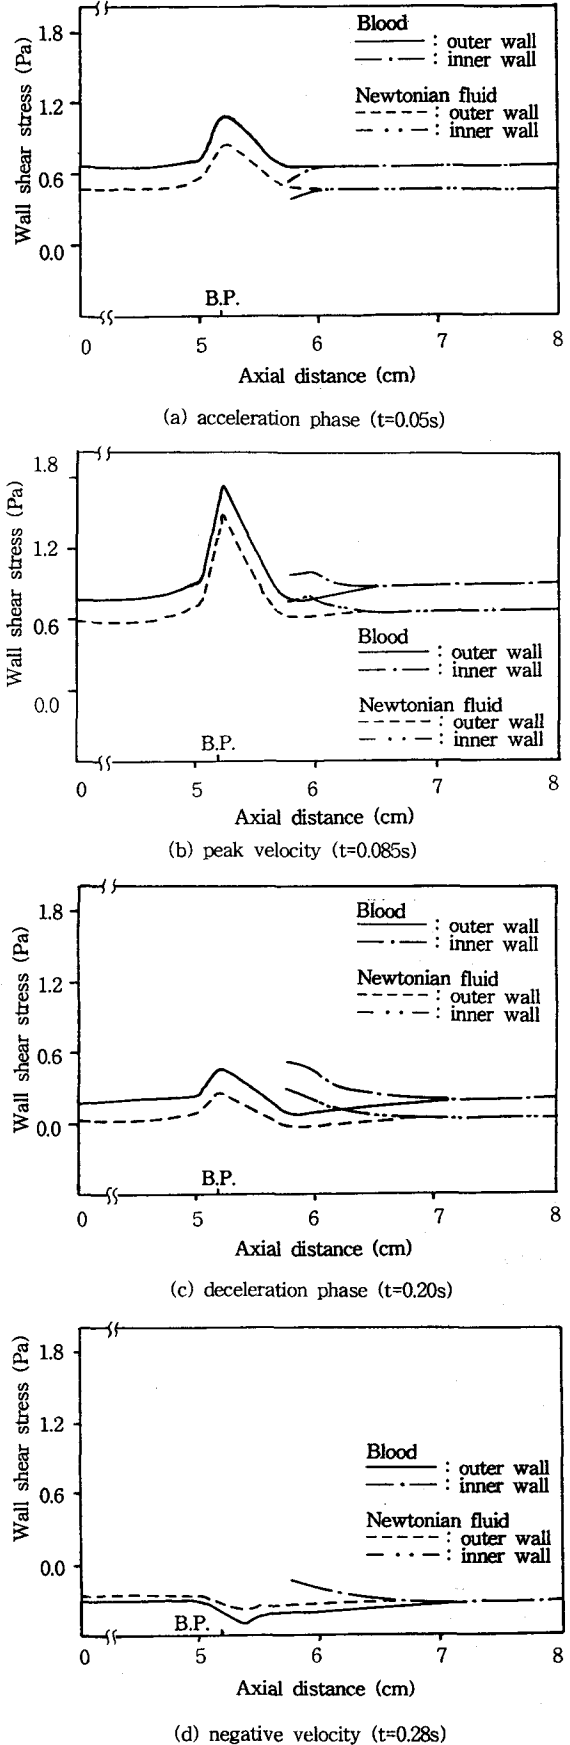 Wall shear stress (Pa)
1.8
1.2
0.6
0.0
Blood
: outer wall
: inner wall
Newtonian fluid
: outer wall
: inner wall
B.P.
0 5 6 7 8
Axial distance (cm)
(a) acceleration phase (t=0.05s)
Wall shear stress (Pa)
1.8
1.2
0.6
0.0
Blood
: outer wall
: inner wall
Newtonian fluid
: outer wall
: inner wall
B.P.
0 5 6 7 8
Axial distance (cm)
(b) peak velocity (t=0.085s)
Wall shear stress (Pa)
1.8
1.2
0.6
0.0
Blood
: outer wall
: inner wall
Newtonian fluid
: outer wall
: inner wall
B.P.
0 5 6 7 8
Axial distance (cm)
(c) deceleration phase (t=0.20s)
Wall shear stress (Pa)
1.8
1.2
0.6
0.0
Blood
: outer wall
: inner wall
Newtonian fluid
: outer wall
: inner wall
B.P.
0 5 6 7 8
Axial distance (cm)
(d) negative velocity (t=0.28s)